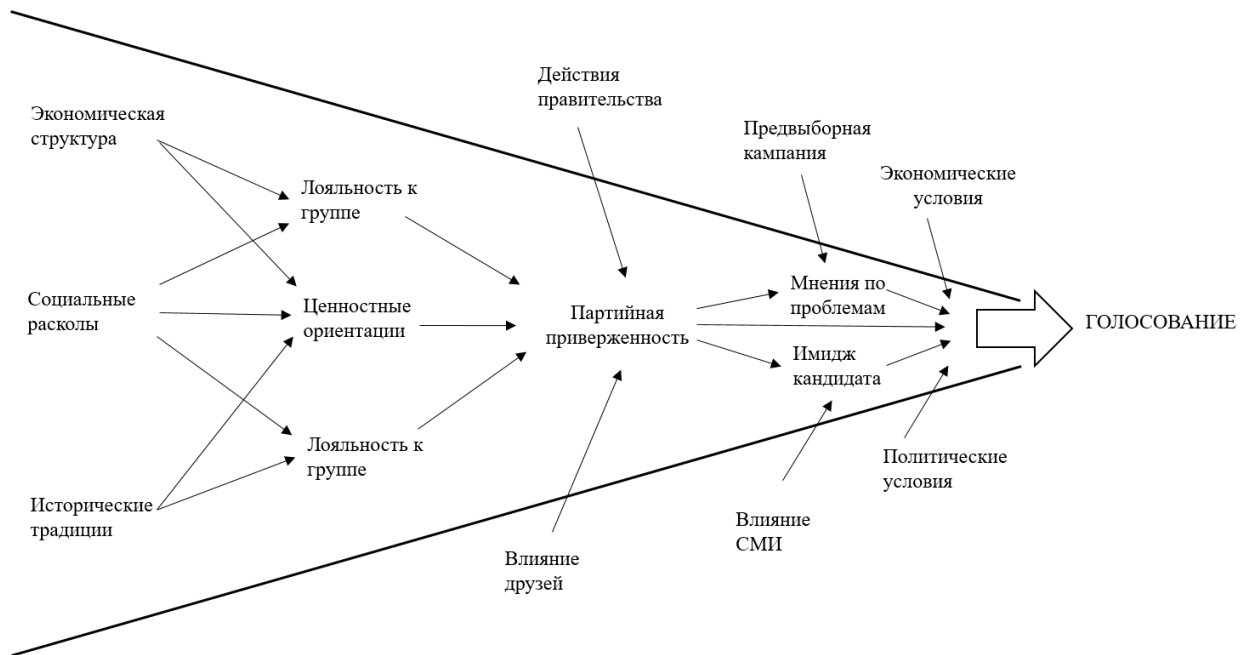 Экономическая
структура
Социальные
расколы
Исторические
традиции
Лояльность к
группе
Ценностные
ориентации
Лояльность к
группе
Действия
правительства
Партийная
приверженность
Влияние
друзей
Предвыборная
кампания
Мнения по
проблемам
Имидж
кандидата
Влияние
СМИ
Экономические
условия
Политические
условия
ГОЛОСОВАНИЕ